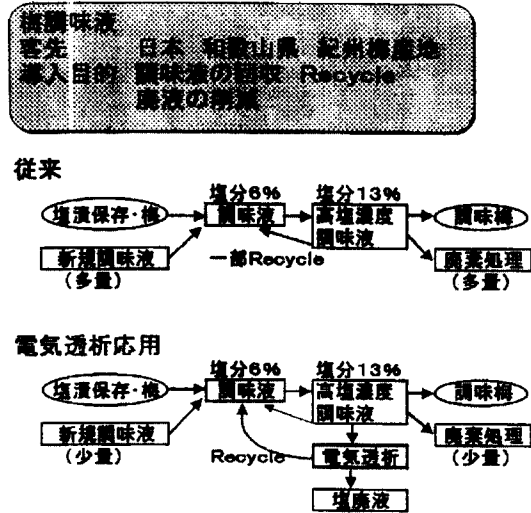 梅調味液
客先 日本 和歌山県 紀州梅産地
導入目的 調味液の回収 Recycle
廃液の削減
従来
塩分6% 塩分13%
塩漬保存・梅 調味液 高塩濃度 調味梅
調味液
新規調味液 一部Recycle 廃棄処理
(多量) (多量)
電気透析応用
塩分6% 塩分13%
塩漬保存・梅 調味液 高塩濃度 調味梅
調味液
新規調味液 廃棄処理
(少量) Recycle 電気透析 (少量)
塩廃液